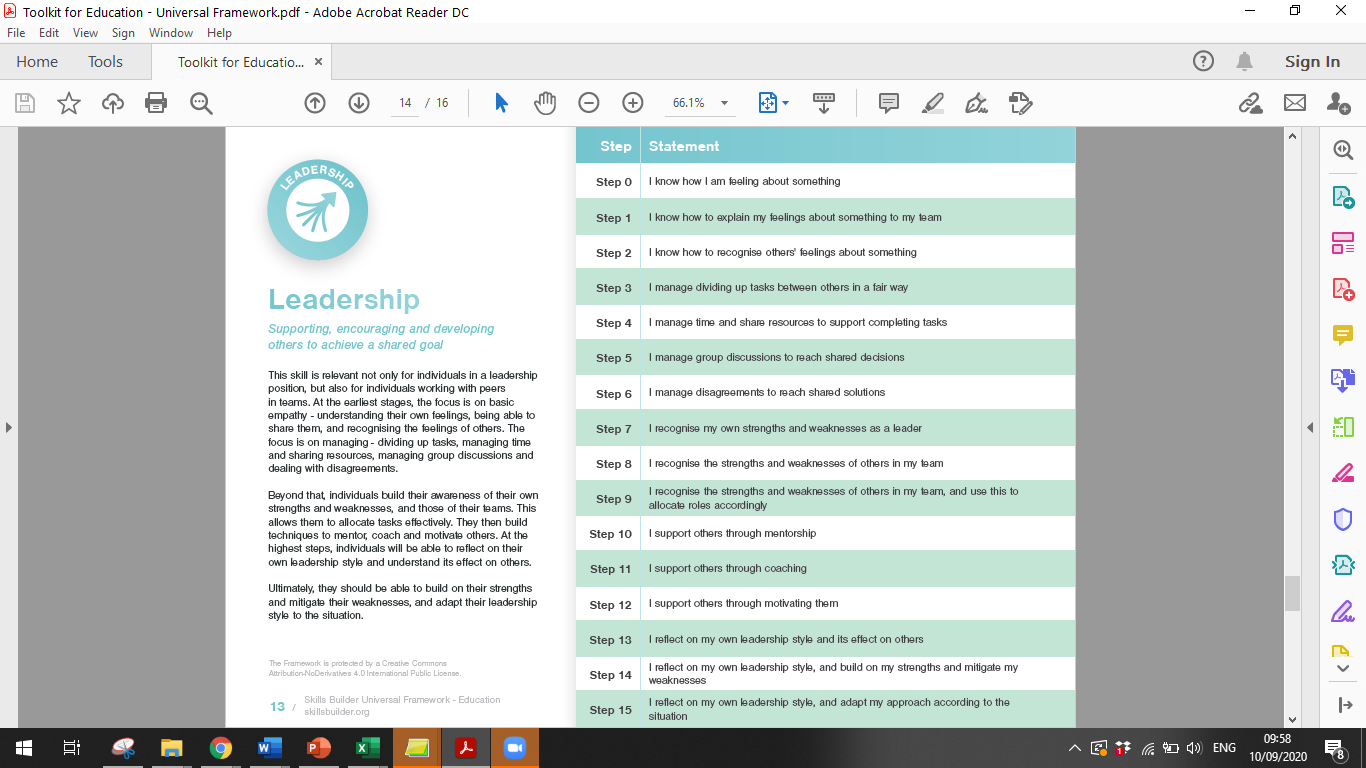 Toolkit for Education - Universal Framework.pdf - Adobe Acrobat Reader DC
File Edit View Sign Window Help
Home Tools Toolkit for Educatio... ×
Sign In
14 / 16 66.1%
LEADERSHIP
Leadership
Supporting, encouraging and developing
others to achieve a shared goal
This skill is relevant not only for individuals in a leadership
position, but also for individuals working with peers
in teams. At the earliest stages, the focus is on basic
empathy - understanding their own feelings, being able to
share them, and recognising the feelings of others. The
focus is on managing - dividing up tasks, managing time
and sharing resources, managing group discussions and
dealing with disagreements.
Beyond that, individuals build their awareness of their own
strengths and weaknesses, and those of their teams. This
allows them to allocate tasks effectively. They then build
techniques to mentor, coach and motivate others. At the
highest steps, individuals will be able to reflect on their
own leadership style and understand its effect on others.
Ultimately, they should be able to build on their strengths
and mitigate their weaknesses, and adapt their leadership
style to the situation.
The Framework is protected by a Creative Commons
Attribution-NoDerivatives 4.0 International Public License.
13 / Skills Builder Universal Framework - Education
skillsbuilder.org
Step Statement
Step 0 I know how I am feeling about something
Step 1 I know how to explain my feelings about something to my team
Step 2 I know how to recognise others' feelings about something
Step 3 I manage dividing up tasks between others in a fair way
Step 4 I manage time and share resources to support completing tasks
Step 5 I manage group discussions to reach shared decisions
Step 6 I manage disagreements to reach shared solutions
Step 7 I recognise my own strengths and weaknesses as a leader
Step 8 I recognise the strengths and weaknesses of others in my team
Step 9 I recognise the strengths and weaknesses of others in my team, and use this to
allocate roles accordingly
Step 10 I support others through mentorship
Step 11 I support others through coaching
Step 12 I support others through motivating them
Step 13 I reflect on my own leadership style and its effect on others
Step 14 I reflect on my own leadership style, and build on my strengths and mitigate my
weaknesses
Step 15 I reflect on my own leadership style, and adapt my approach according to the
situation
ENG
09:58
10/09/2020
8